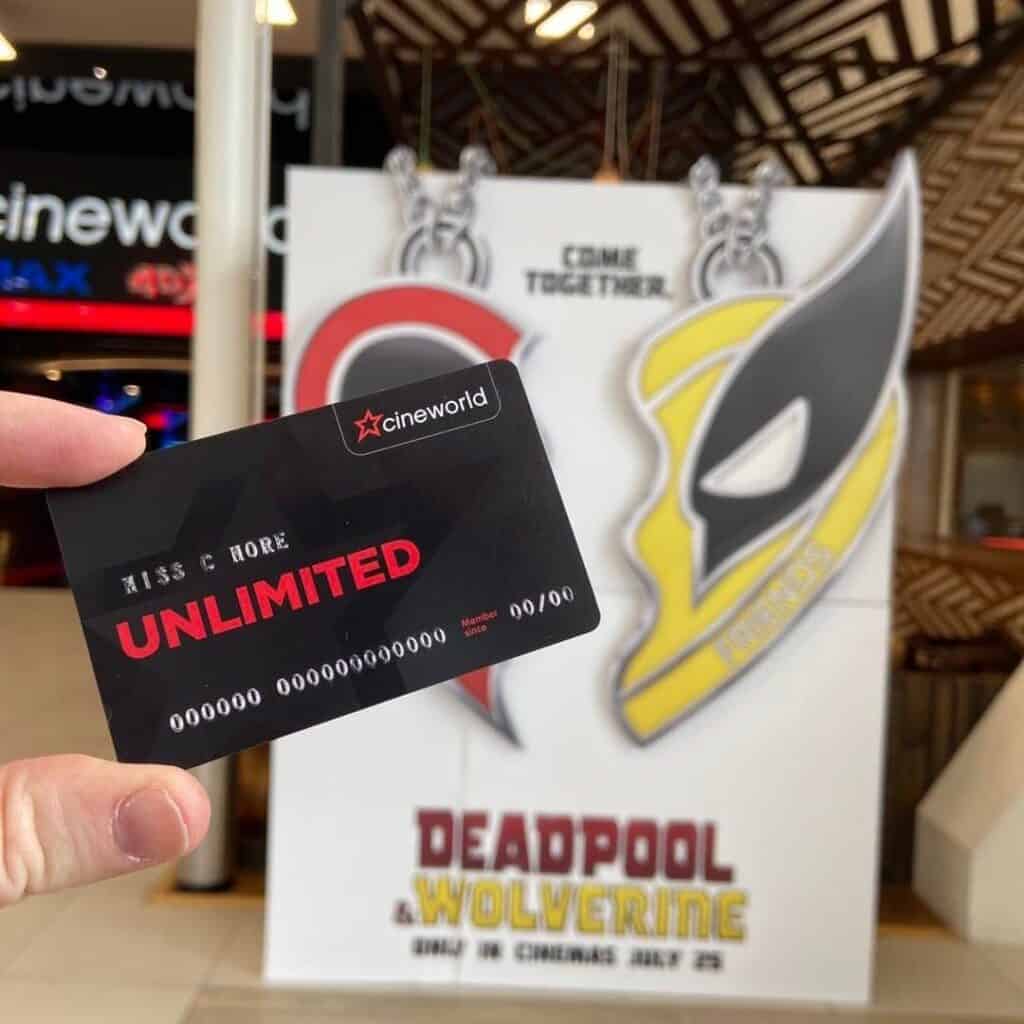 cineworld
cineworld
IMAX 4DX
COME
TOGETHER.
cineworld
MISS C MORE
UNLIMITED
Member
since
00/00
000000 000000000000
FRIENDS
DEADPOOL
& WOLVERINE
ONLY IN CINEMAS JULY 25